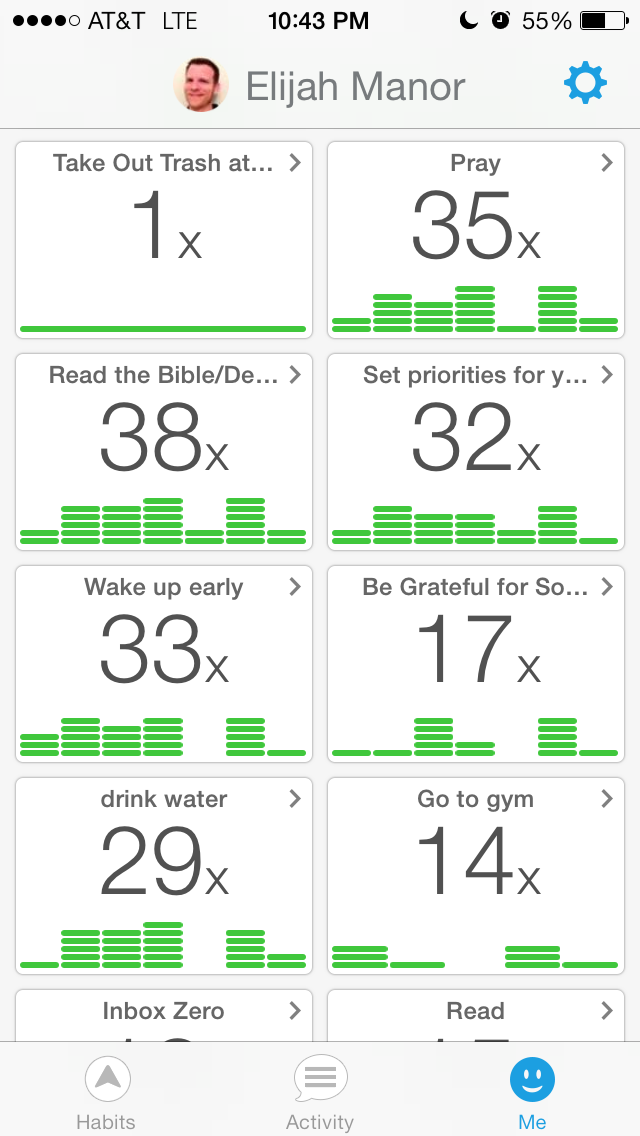 AT&T LTE 10:43 PM 55%
Elijah Manor
Take Out Trash at...
1x
Pray
35x
Read the Bible/De...
38x
Set priorities for y...
32x
Wake up early
33x
Be Grateful for So...
17x
drink water
29x
Go to gym
14x
Inbox Zero
Read
Habits
Activity
Me